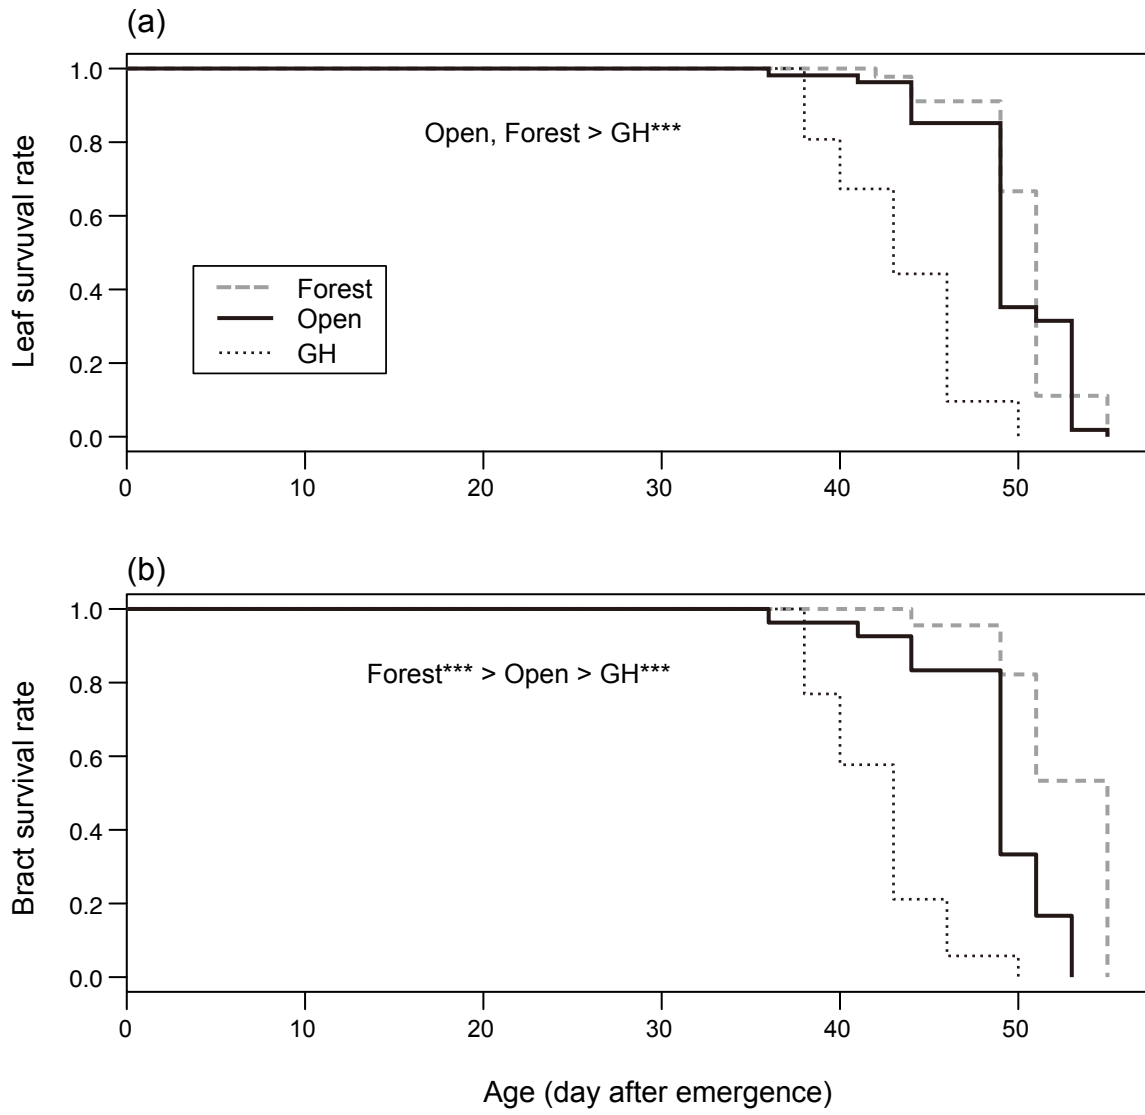 (a)
Leaf survuval rate
1.0
0.8
0.6
0.4
0.2
0.0
Open, Forest > GH***
Forest
Open
GH
0 10 20 30 40 50
(b)
Bract survival rate
1.0
0.8
0.6
0.4
0.2
0.0
Forest*** > Open > GH***
0 10 20 30 40 50
Age (day after emergence)